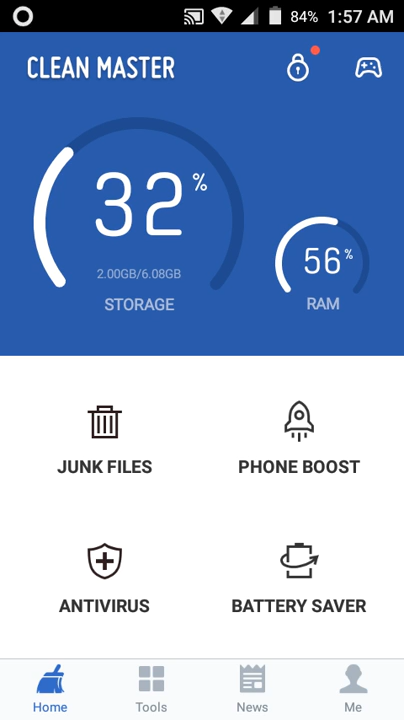 84% 1:57 AM
CLEAN MASTER
32%
2.00GB/6.08GB
STORAGE
56%
RAM
JUNK FILES
PHONE BOOST
ANTIVIRUS
BATTERY SAVER
Home
Tools
News
Me